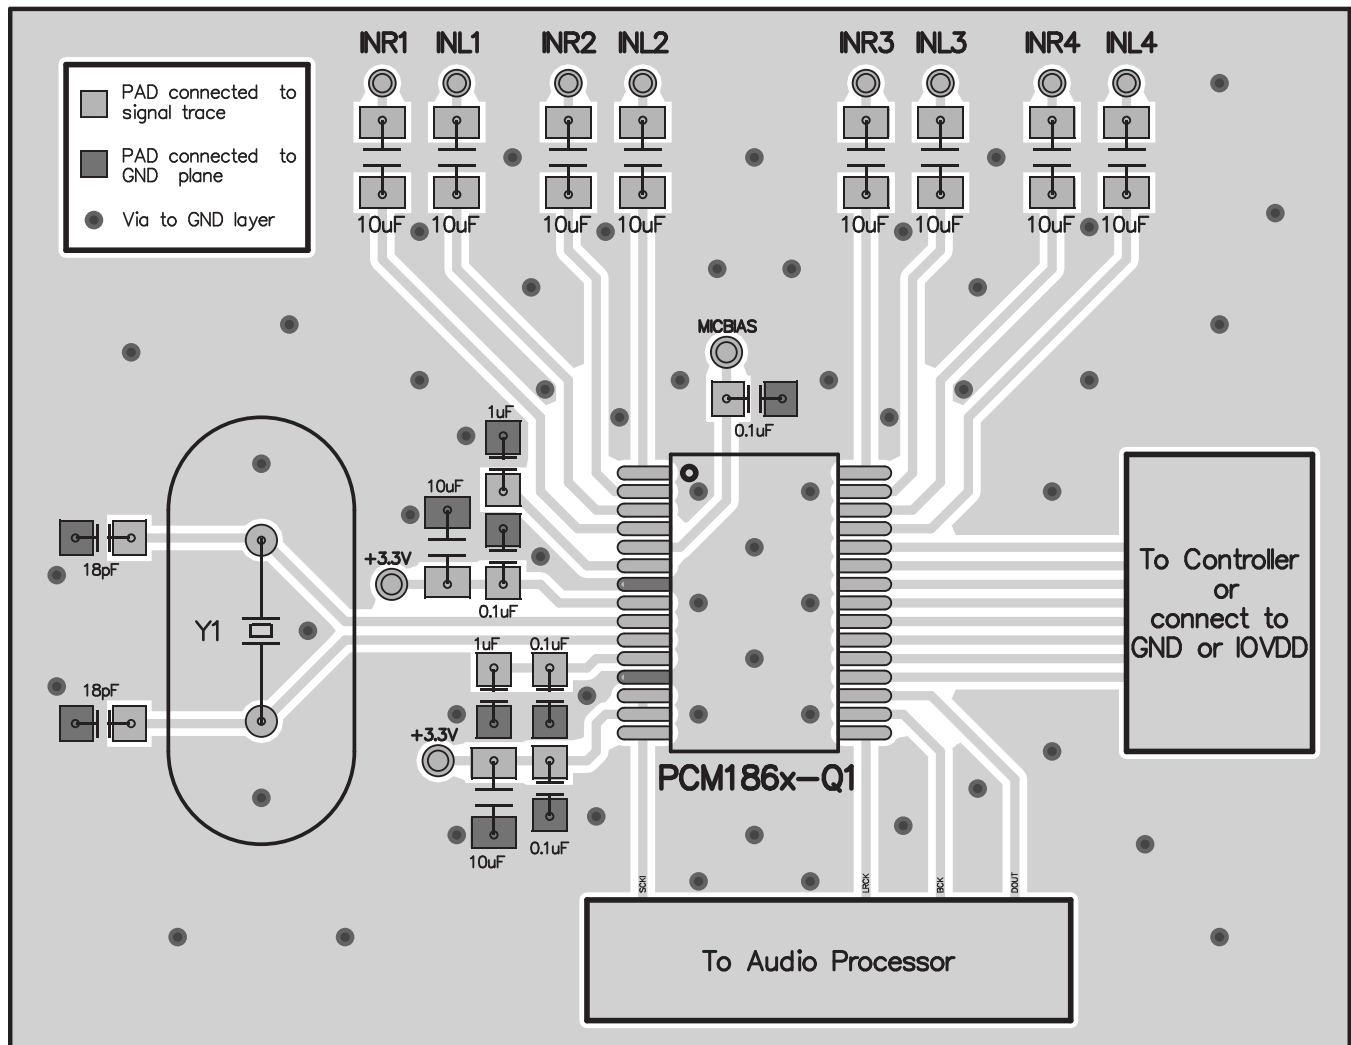 INR1 INL1 INR2 INL2 INR3 INL3 INR4 INL4
PAD connected to
signal trace
PAD connected to
GND plane
Via to GND layer
10uF 10uF 10uF 10uF 10uF 10uF 10uF 10uF
MICBIAS
0.1uF
1uF
10uF
+3.3V
0.1uF
18pF
Y1
18pF
1uF 0.1uF
+3.3V
10uF
0.1uF
PCM186x-Q1
To Controller
or
connect to
GND or IOVDD
SCKI
LRCK
BCK
DOUT
To Audio Processor